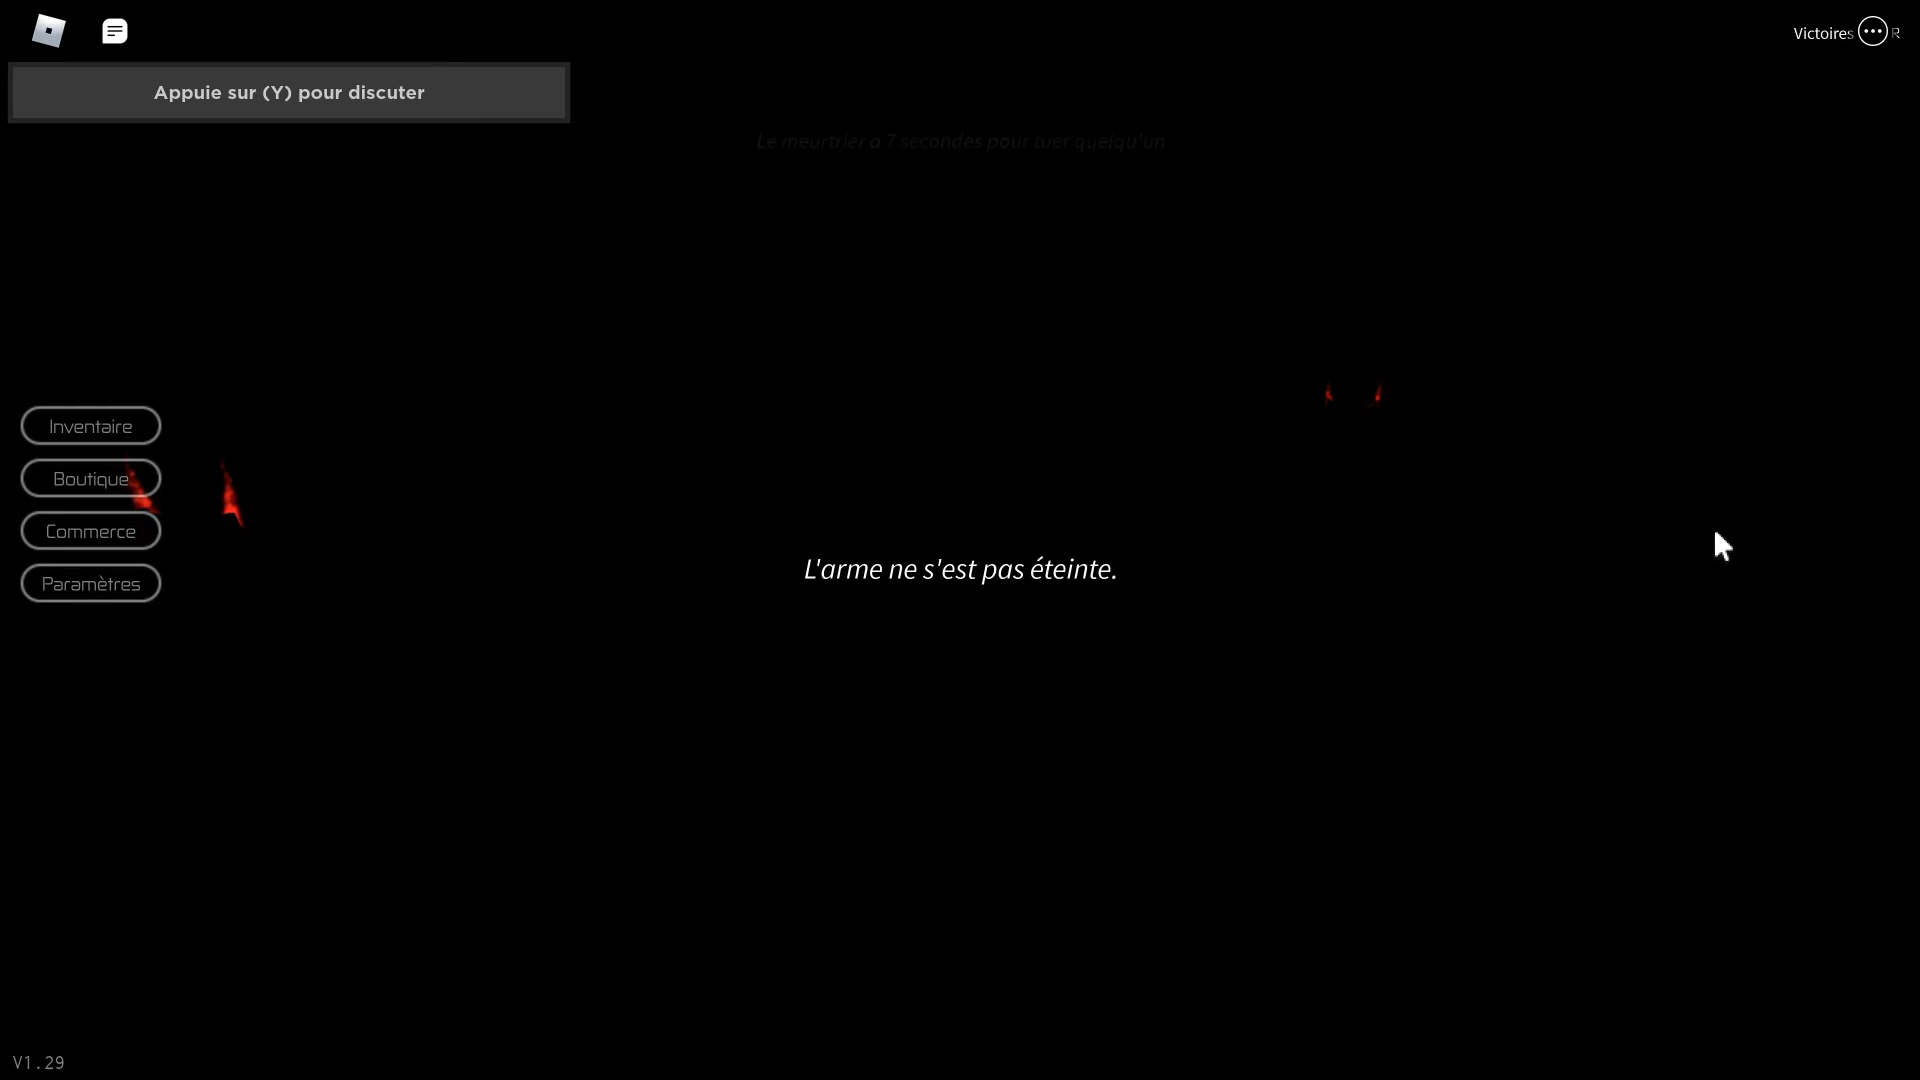 Victoires R
Appuie sur (Y) pour discuter
Le meurtrier a 7 secondes pour tuer quelqu'un
Inventaire
Boutique
Commerce
L'arme ne s'est pas éteinte.
Paramètres
V1.29